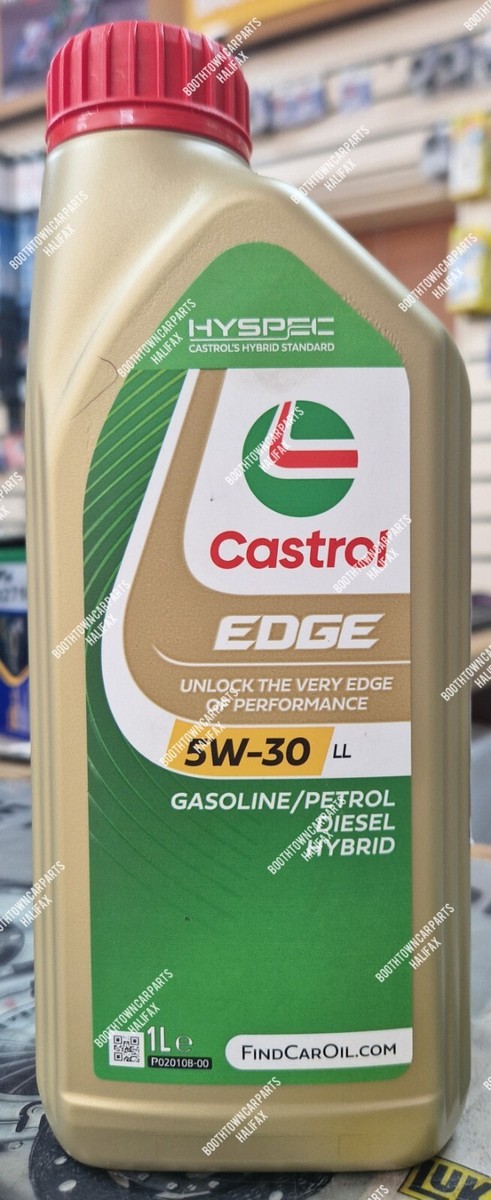 HYSPEC
CASTROL'S HYBRID STANDARD
Castrol
EDGE
UNLOCK THE VERY EDGE
OF PERFORMANCE
5W-30 LL
GASOLINE/PETROL
DIESEL
HYBRID
1L e
P02010B-00
FINDCAROIL.COM
LUK
BOOTHTOWNCARPARTS
HALIFAX